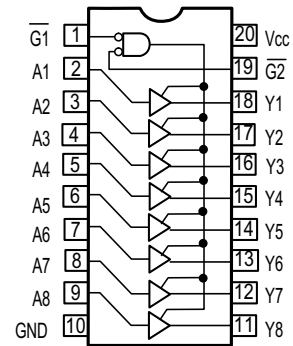 G1 1 20 Vcc
A1 2 19 G2
A2 3 18 Y1
A3 4 17 Y2
A4 5 16 Y3
A5 6 15 Y4
A6 7 14 Y5
A7 8 13 Y6
A8 9 12 Y7
GND 10 11 Y8